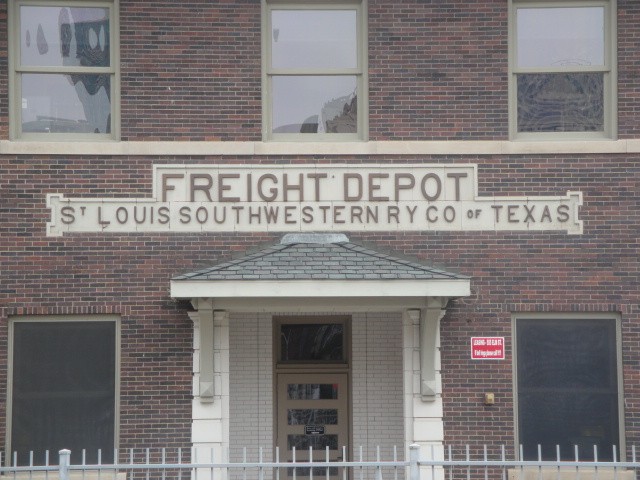 FREIGHT DEPOT
ST LOUIS SOUTHWESTERN RY CO OF TEXAS